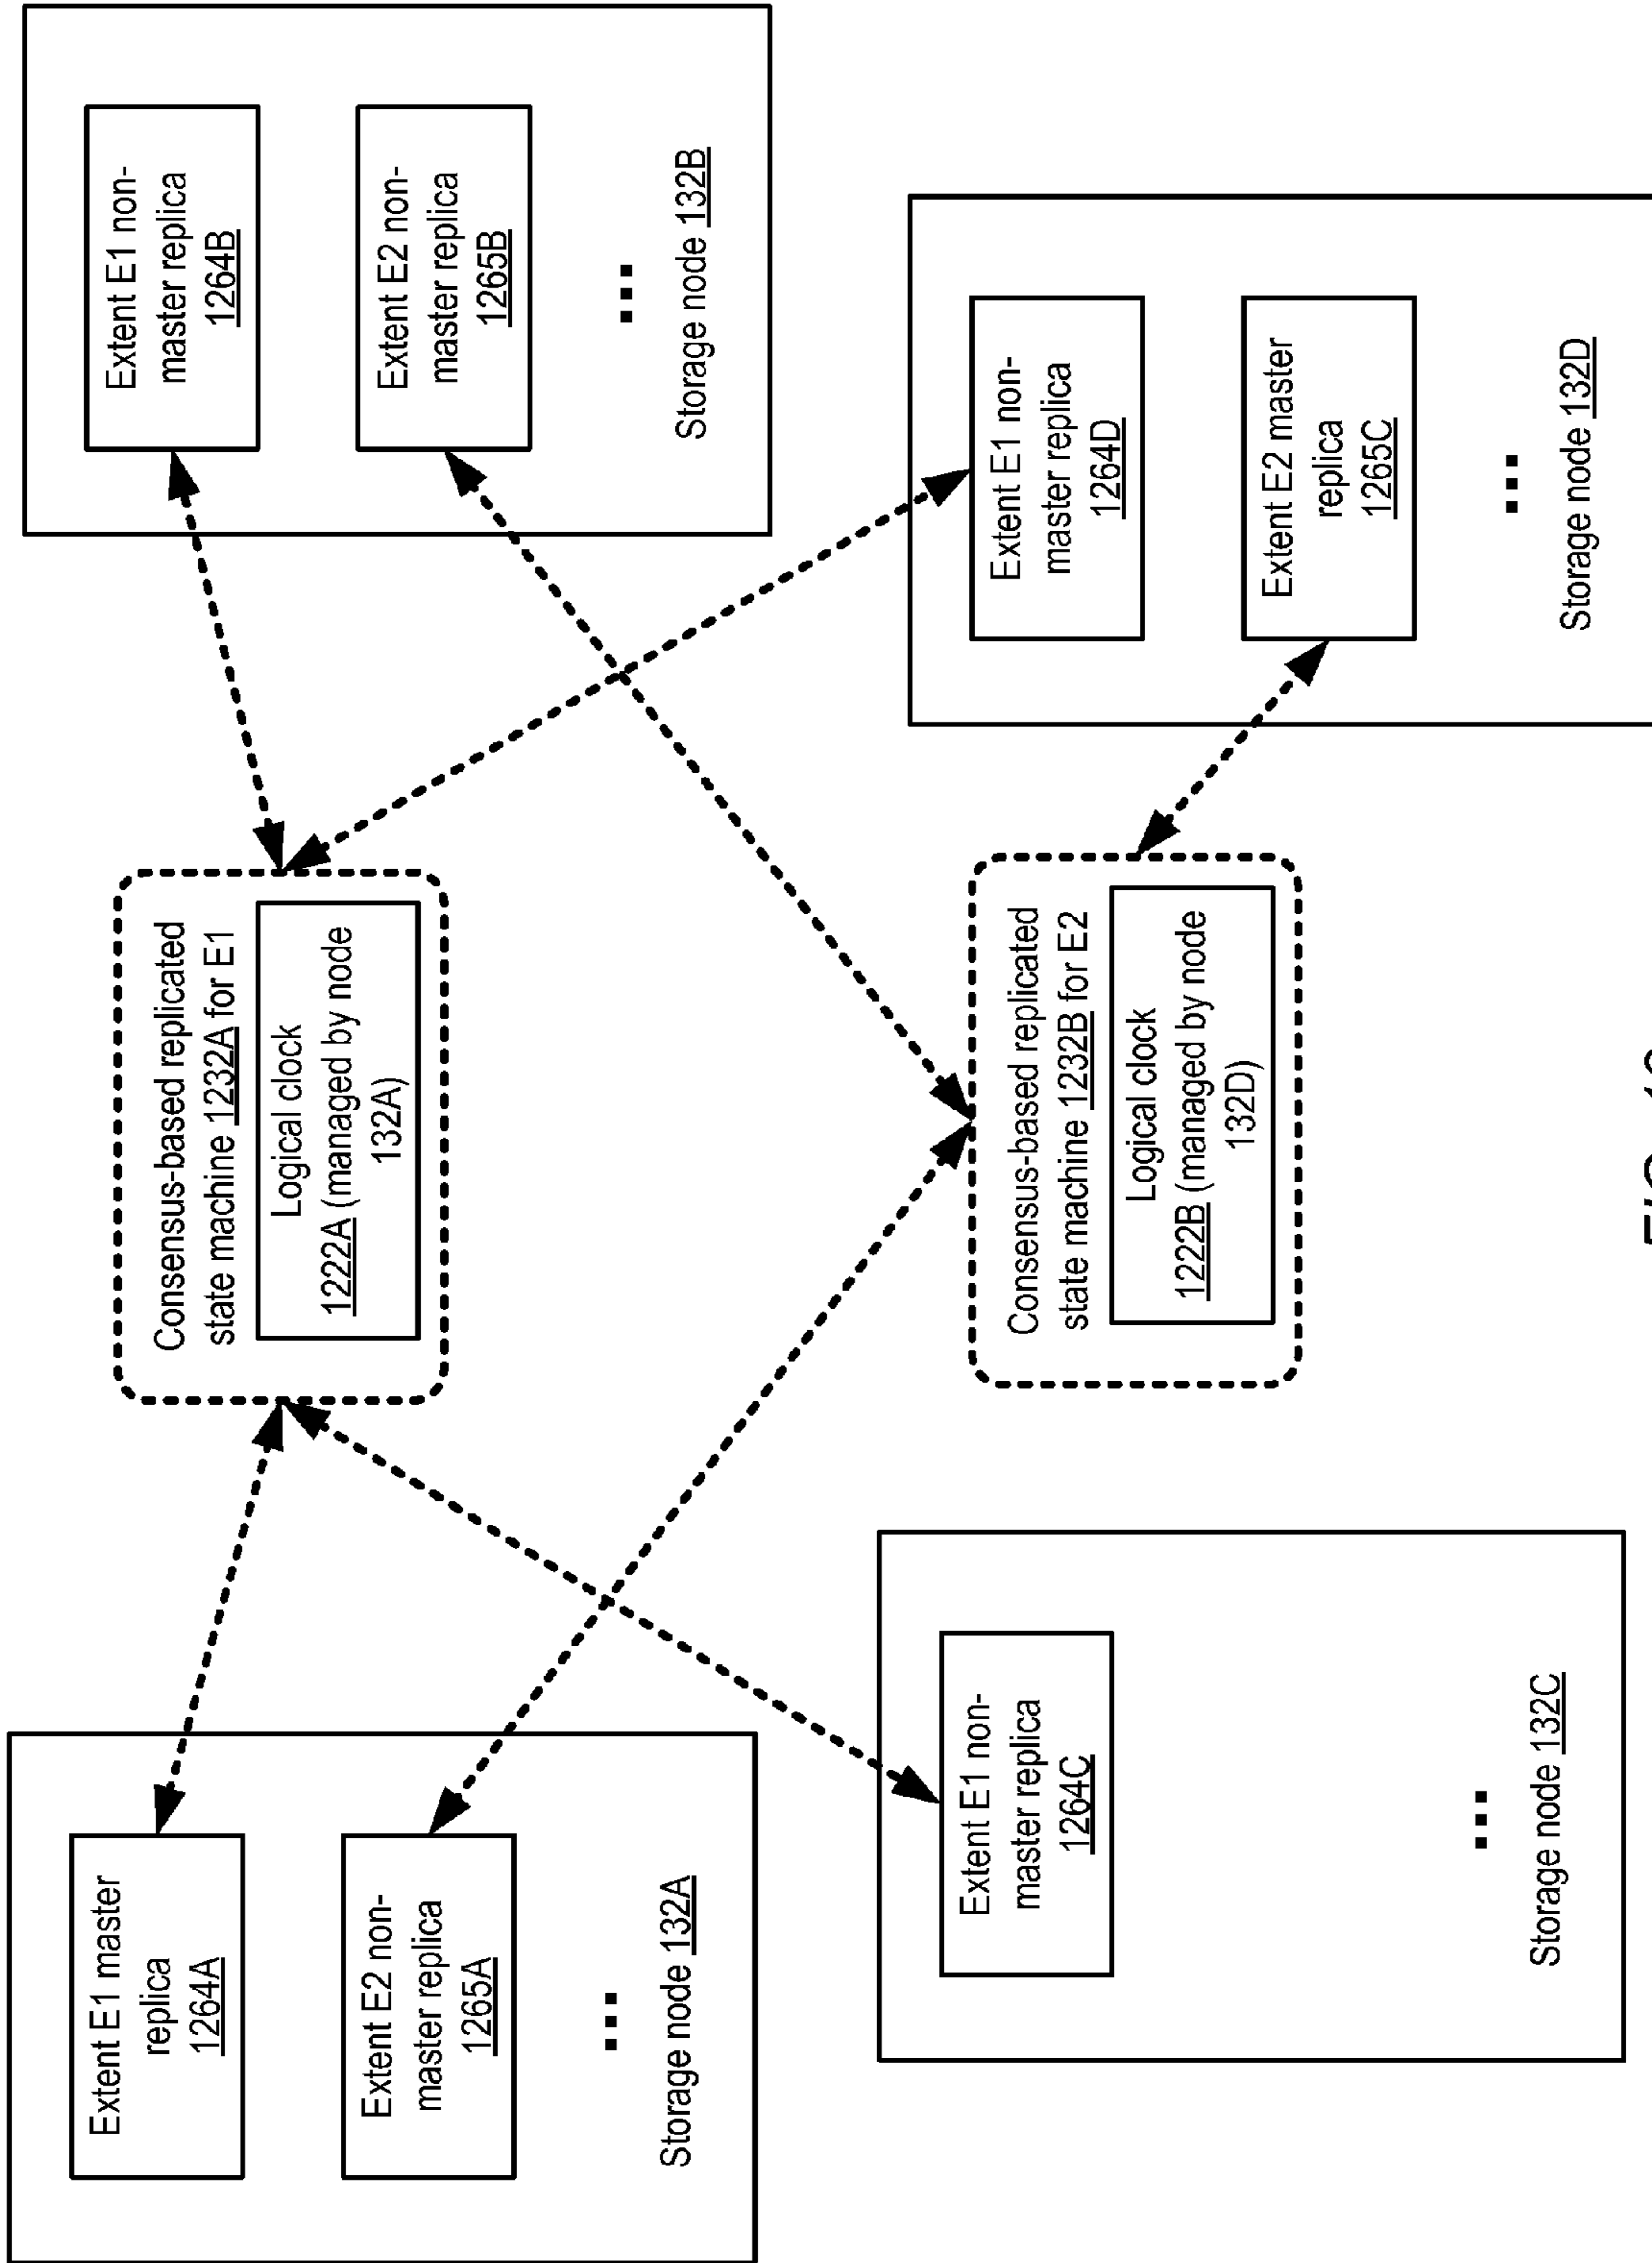 Extent E1 master
replica
1264A
Extent E2 non-
master replica
1265A
...
Storage node 132A
Consensus-based replicated
state machine 1232A for E1
Logical clock
1222A (managed by node
132A)
Extent E1 non-
master replica
1264B
Extent E2 non-
master replica
1265B
...
Storage node 132B
Extent E1 non-
master replica
1264C
...
Storage node 132C
Consensus-based replicated
state machine 1232B for E2
Logical clock
1222B (managed by node
132D)
Extent E1 non-
master replica
1264D
Extent E2 master
replica
1265C
...
Storage node 132D